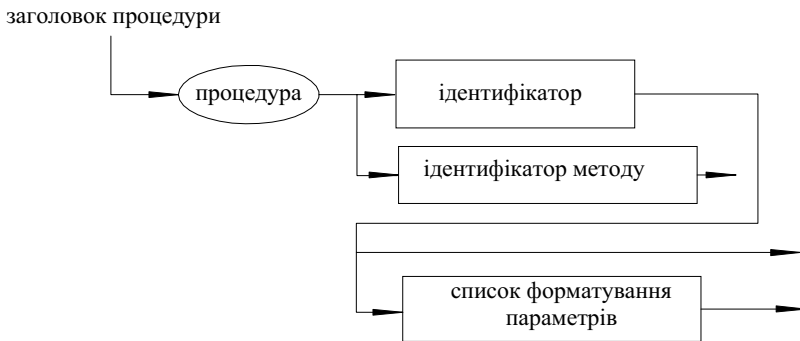 заголовок процедури
процедура
ідентифікатор
ідентифікатор методу
список форматування
параметрів